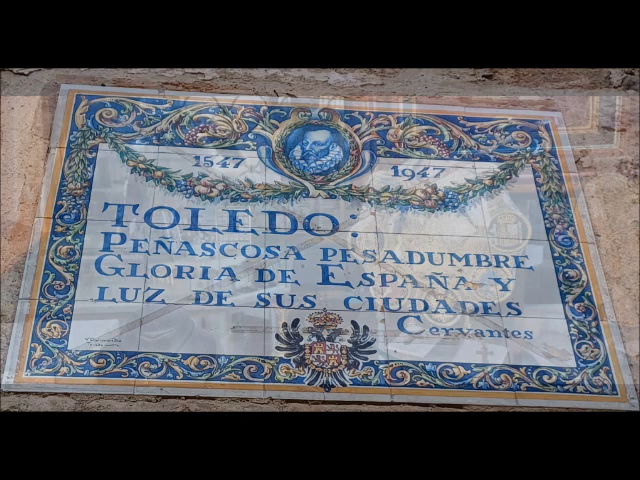 1547 1947
TOLEDO:
PEÑASCOSA PESADUMBRE
GLORIA DE ESPAÑA Y
LUZ DE SUS CIUDADES
CERVANTES